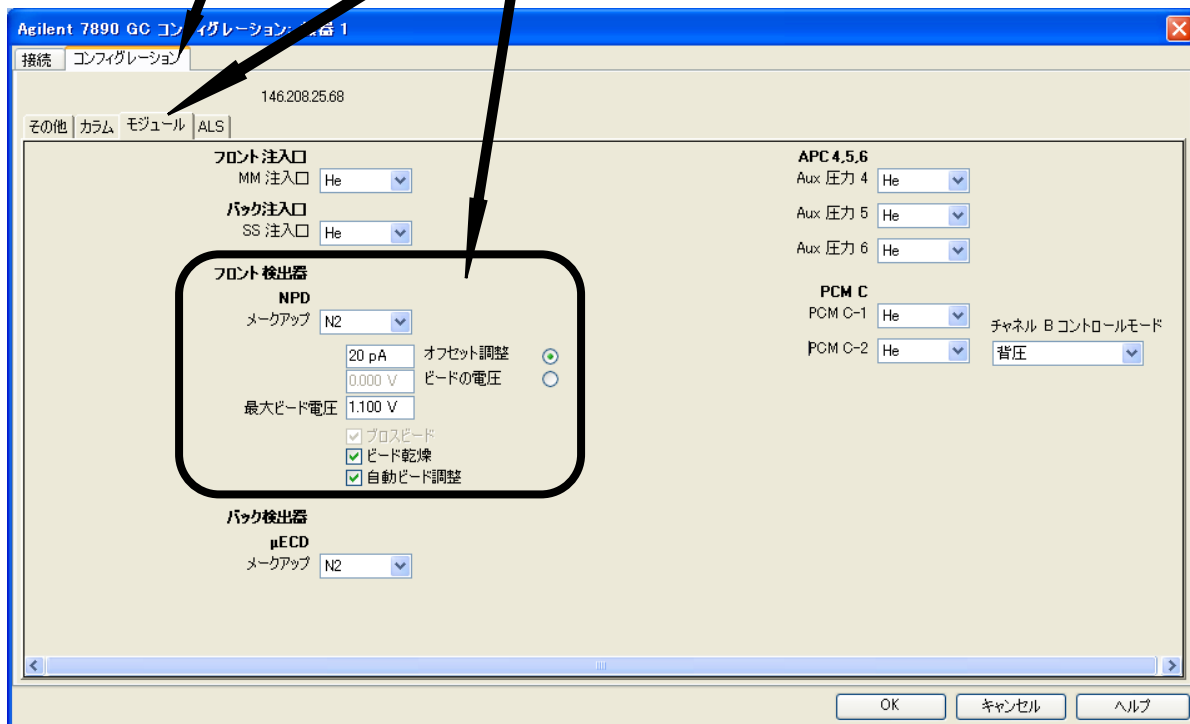 Agilent 7890 GC コンフィグレーション: 機器 1
接続 コンフィグレーション
146.208.25.68
その他 カラム モジュール ALS
フロント 注入口
MM 注入口 He
バック注入口
SS 注入口 He
フロント 検出器
NPD
メークアップ N2
20 pA オフセット調整
0.000 V ビードの電圧
最大ビード電圧 1.100 V
ブロスビード
ビード乾燥
自動ビード調整
バック検出器
μECD
メークアップ N2
APC 4,5,6
Aux 圧力 4 He
Aux 圧力 5 He
Aux 圧力 6 He
PCM C
PCM C-1 He
PCM C-2 He
チャネル B コントロールモード
背圧
OK キャンセル ヘルプ